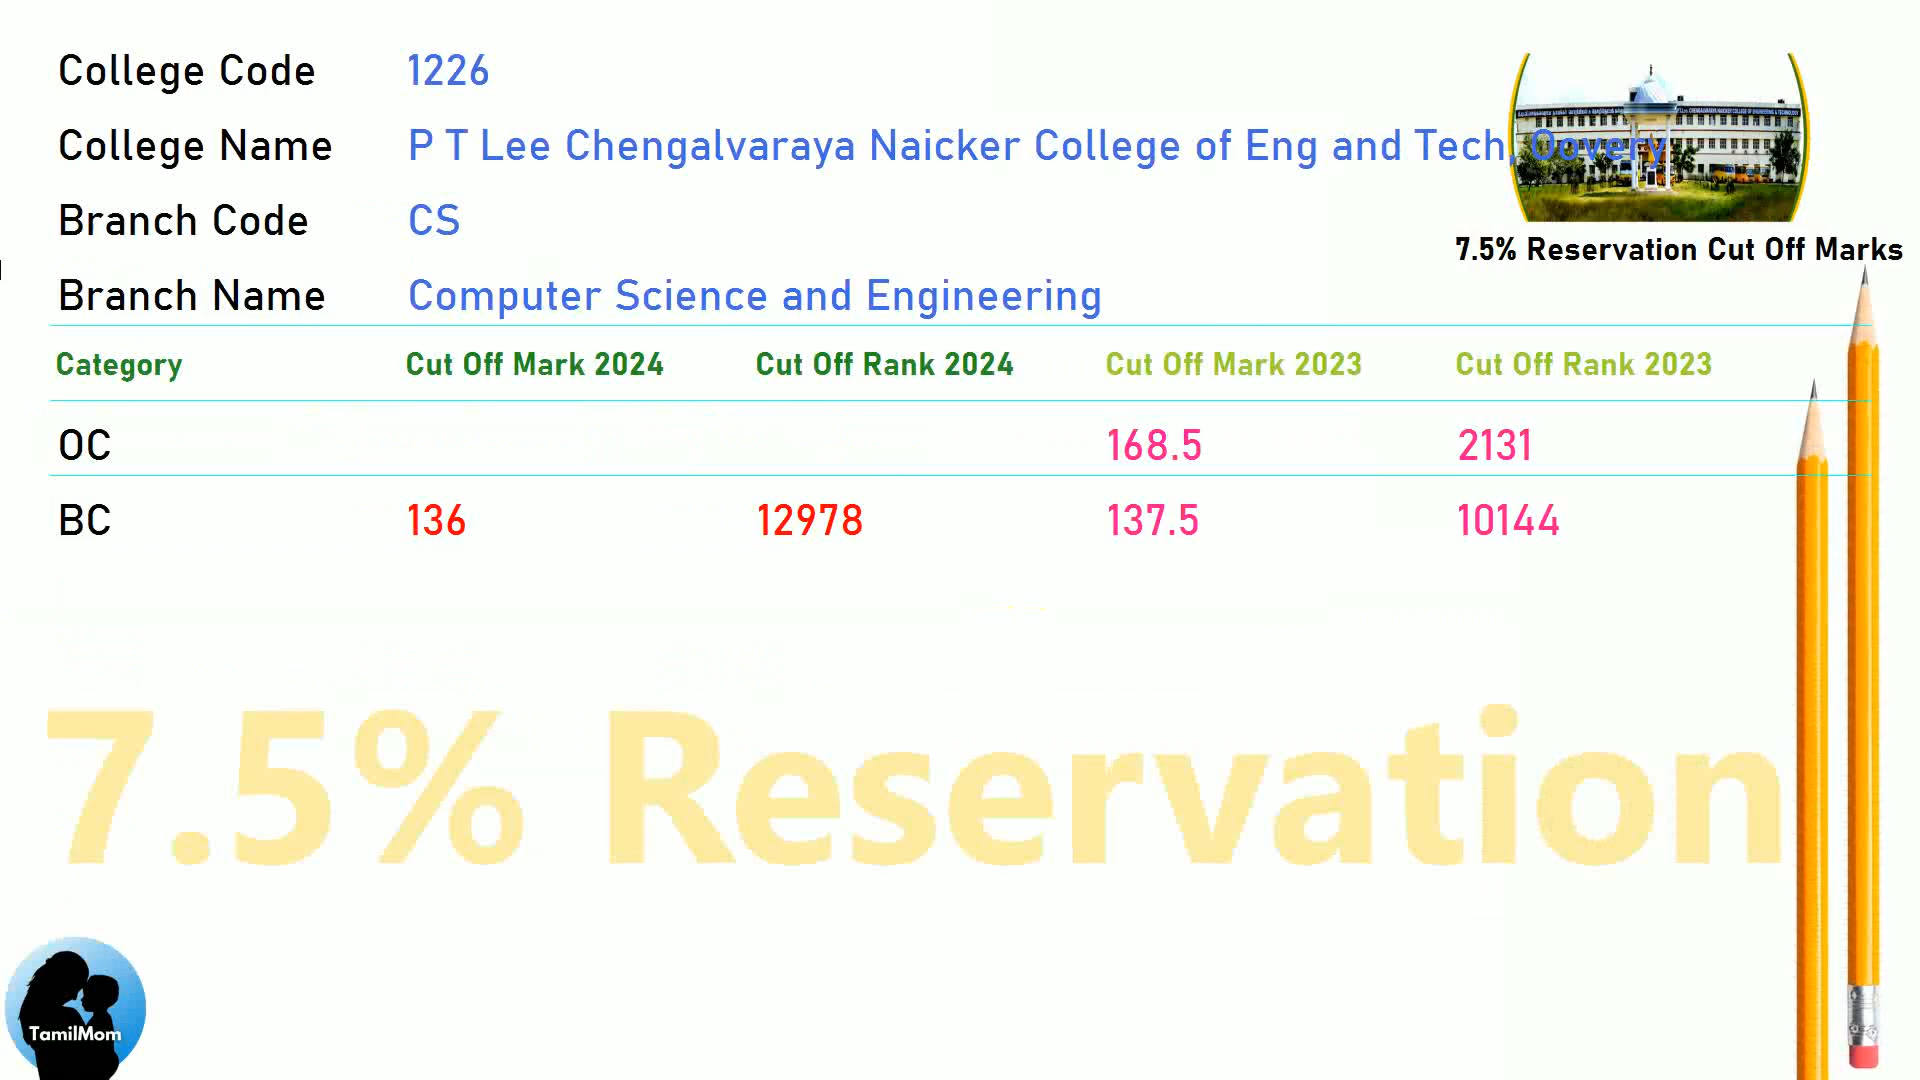 College Code 1226
College Name P T Lee Chengalvaraya Naicker College of Eng and Tech, Oovery
Branch Code CS
7.5% Reservation Cut Off Marks
Branch Name Computer Science and Engineering
Category Cut Off Mark 2024 Cut Off Rank 2024 Cut Off Mark 2023 Cut Off Rank 2023
OC 168.5 2131
BC 136 12978 137.5 10144
7.5% Reservation
TamilMom